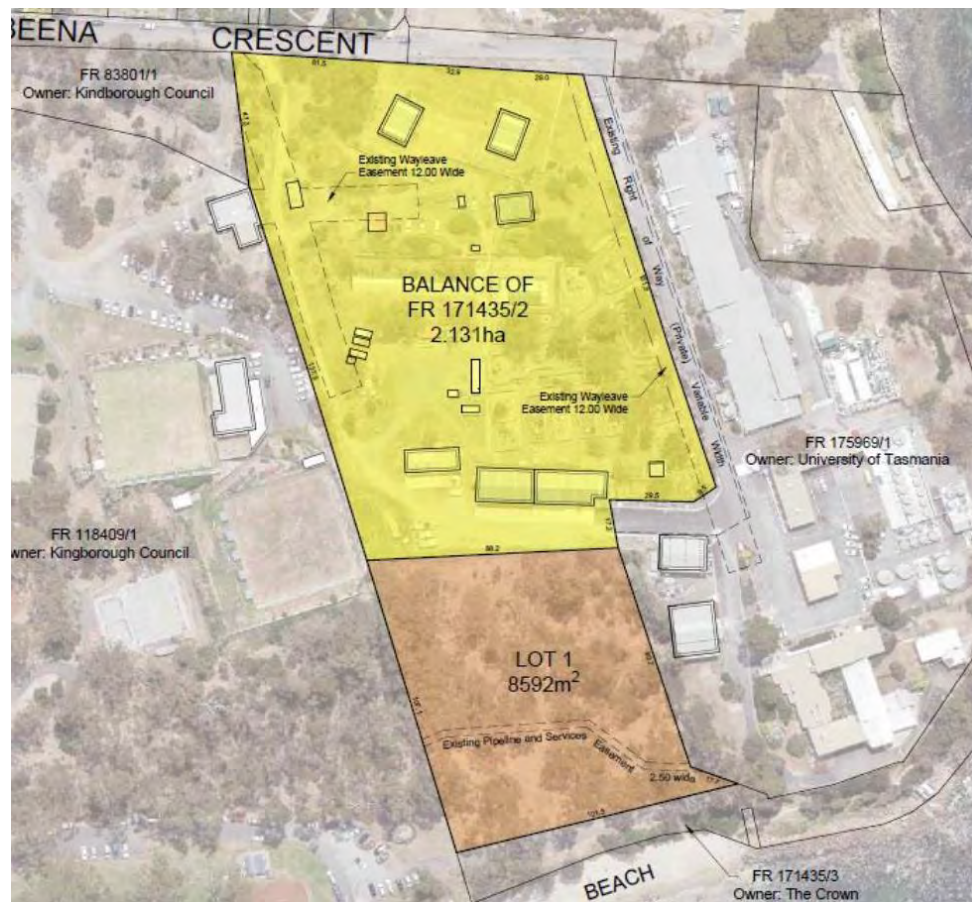 BEENA CRESCENT
FR 83801/1
Owner: Kindborough Council
Existing Wayleave
Easement 12.00 Wide
Existing Right of Way (Private) Variable Width
BALANCE OF
FR 171435/2
2.131ha
Existing Wayleave
Easement 12.00 Wide
FR 175969/1
Owner: University of Tasmania
FR 118409/1
wner: Kingborough Council
LOT 1
8592m²
Existing Pipeline and Services Easement 2.50 wide
BEACH
FR 171435/3
Owner: The Crown